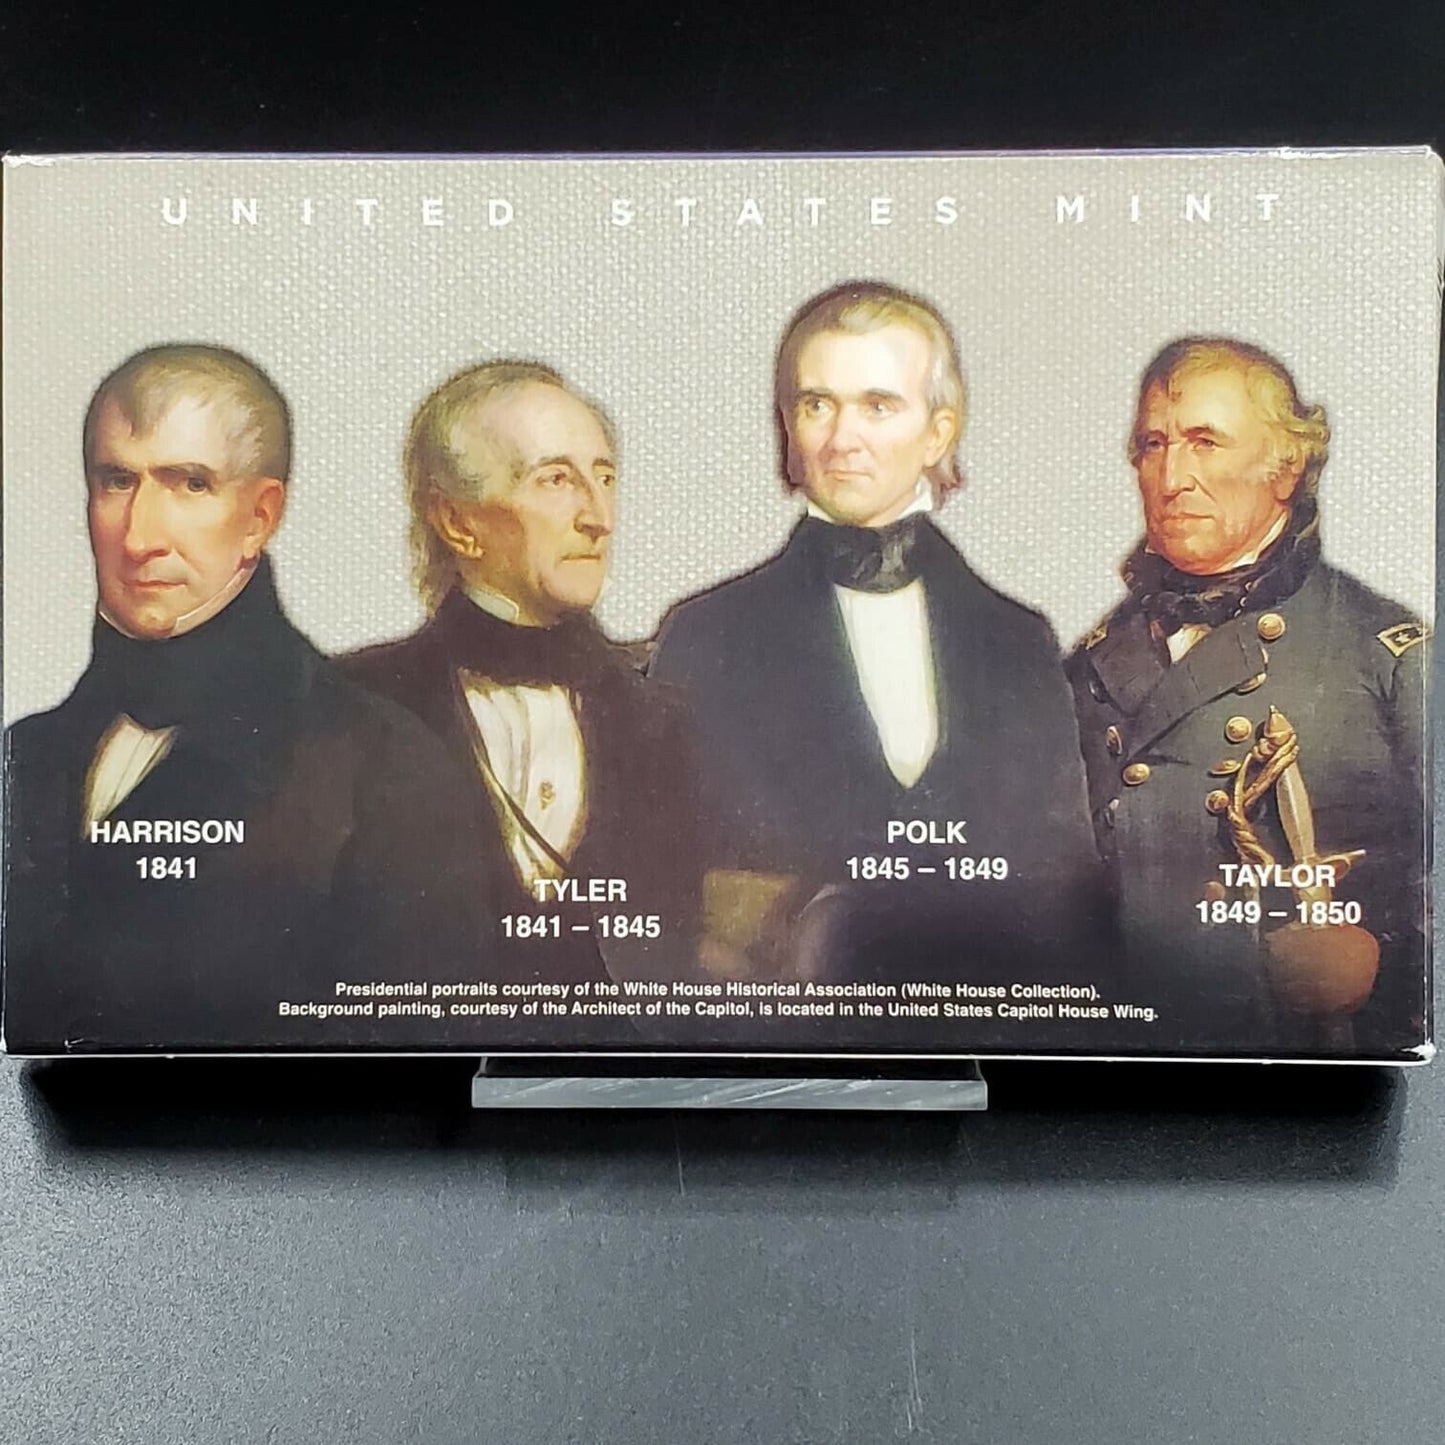 UNITED STATES MINT
HARRISON
1841
TYLER
1841 – 1845
POLK
1845 – 1849
TAYLOR
1849 – 1850
Presidential portraits courtesy of the White House Historical Association (White House Collection).
Background painting, courtesy of the Architect of the Capitol, is located in the United States Capitol House Wing.